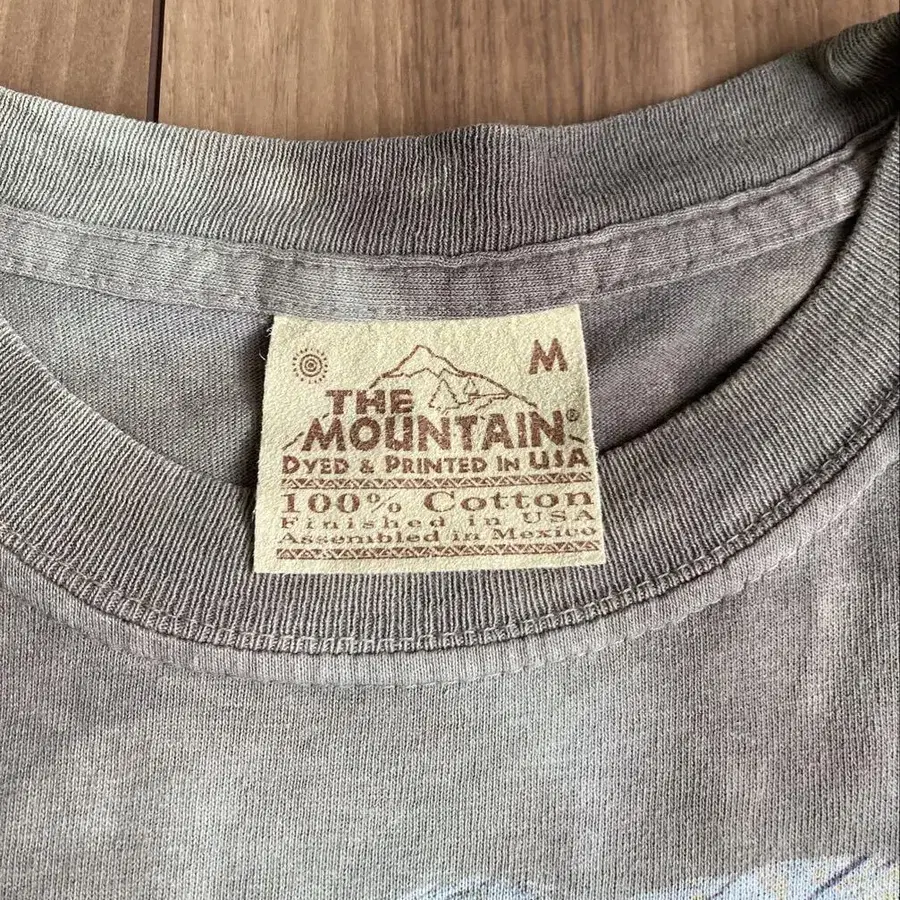 M
THE
MOUNTAIN®
DYED & PRINTED IN USA
100% Cotton
Finished in USA
Assembled in Mexico